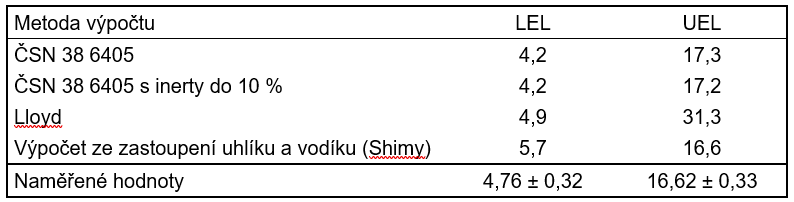 Metoda výpočtu LEL UEL
ČSN 38 6405 4,2 17,3
ČSN 38 6405 s inerty do 10 % 4,2 17,2
Lloyd 4,9 31,3
Výpočet ze zastoupení uhlíku a vodíku (Shimy) 5,7 16,6
Naměřené hodnoty 4,76 ± 0,32 16,62 ± 0,33